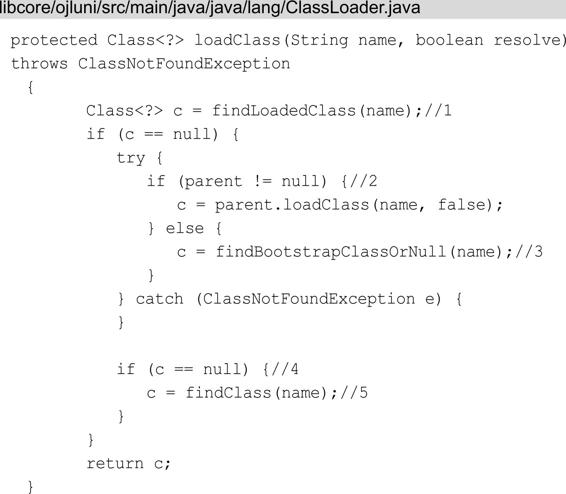 libcore/ojluni/src/main/java/java/lang/ClassLoader.java
protected Class<?> loadClass(String name, boolean resolve)
throws ClassNotFoundException
{
Class<?> c = findLoadedClass(name);//1
if (c == null) {
try {
if (parent != null) {//2
c = parent.loadClass(name, false);
} else {
c = findBootstrapClassOrNull(name);//3
}
} catch (ClassNotFoundException e) {
}
if (c == null) {//4
c = findClass(name);//5
}
}
return c;
}